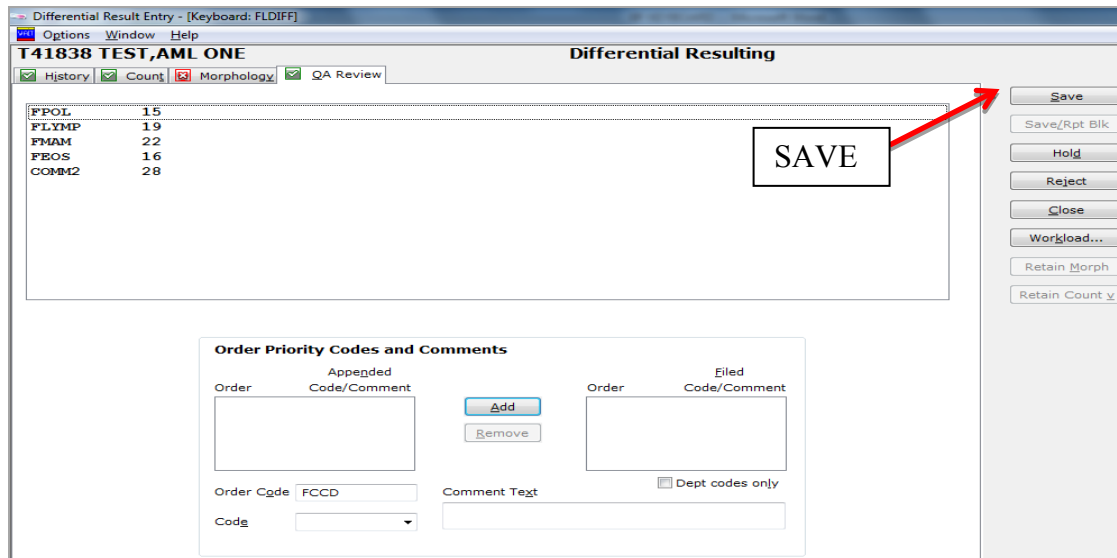 Differential Result Entry - [Keyboard: FLDIFF]
Options Window Help
T41838 TEST,AML ONE Differential Resulting
History Count Morphology QA Review
FPOL 15
FLYMP 19
FMAM 22
FEOS 16
COMM2 28
SAVE
Save
Save/Rpt Blk
Hold
Reject
Close
Workload...
Retain Morph
Retain Count v
Order Priority Codes and Comments
Appended Filed
Order Code/Comment Order Code/Comment
Add
Remove
Dept codes only
Order Code FCCD Comment Text
Code